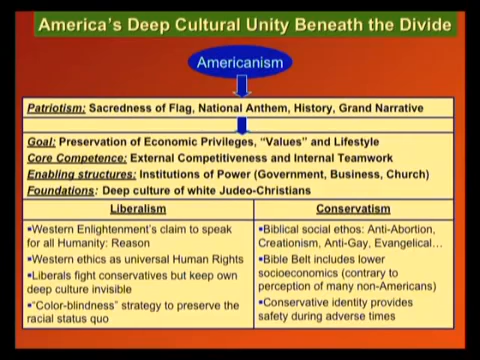 America's Deep Cultural Unity Beneath the Divide
Americanism
Patriotism: Sacredness of Flag, National Anthem, History, Grand Narrative
Goal: Preservation of Economic Privileges, "Values" and Lifestyle
Core Competence: External Competitiveness and Internal Teamwork
Enabling structures: Institutions of Power (Government, Business, Church)
Foundations: Deep culture of white Judeo-Christians
Liberalism
▪Western Enlightenment's claim to speak
for all Humanity: Reason
▪Western ethics as universal Human Rights
▪Liberals fight conservatives but keep own
deep culture invisible
▪"Color-blindness" strategy to preserve the
racial status quo
Conservatism
▪Biblical social ethos: Anti-Abortion,
Creationism, Anti-Gay, Evangelical…
▪Bible Belt includes lower
socioeconomics (contrary to
perception of many non-Americans)
▪Conservative identity provides
safety during adverse times